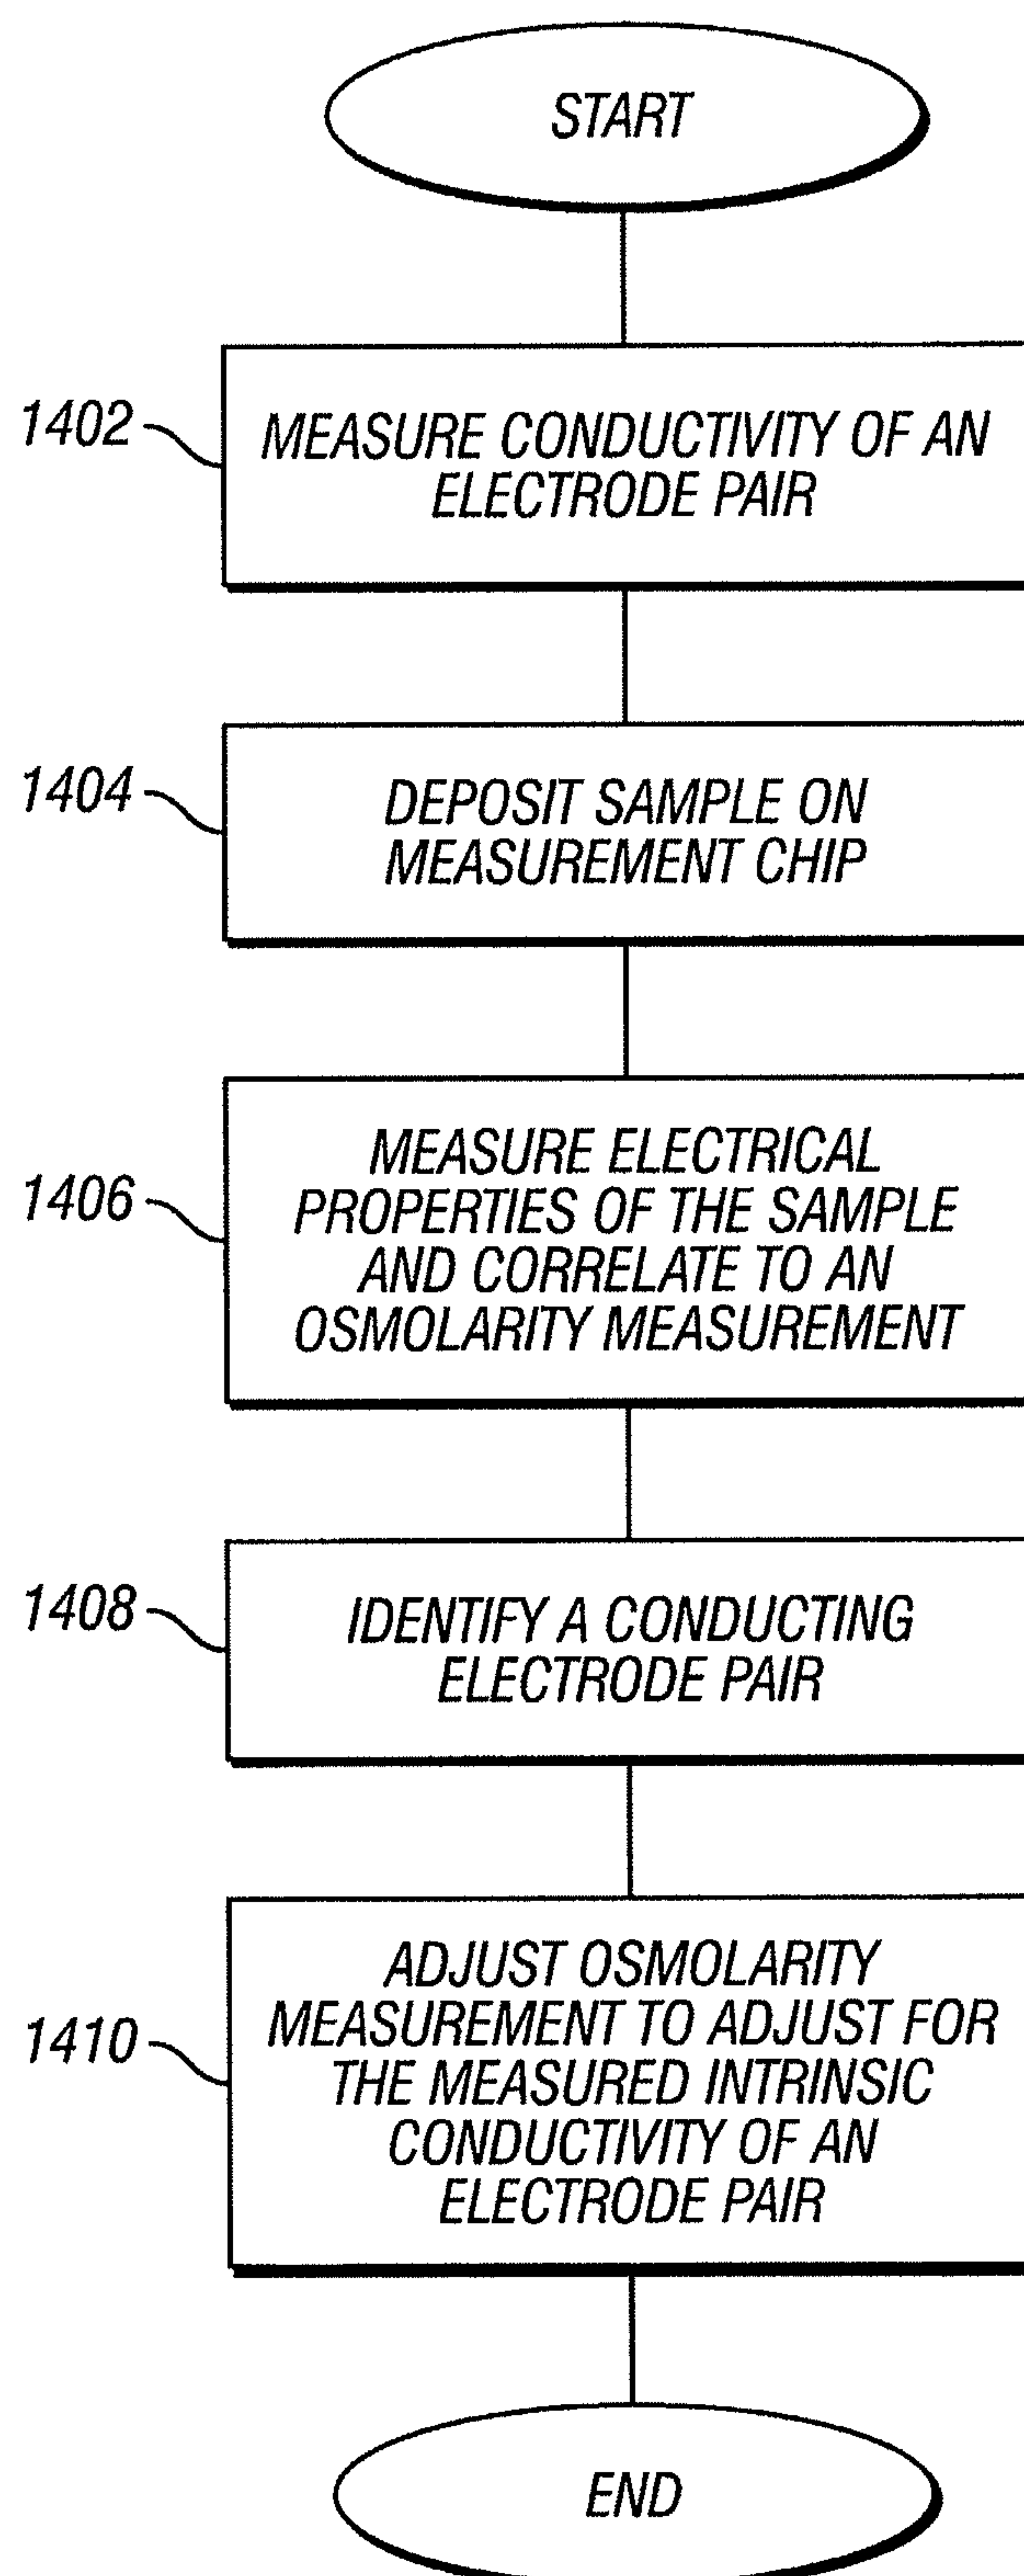 START
1402
MEASURE CONDUCTIVITY OF AN
ELECTRODE PAIR
1404
DEPOSIT SAMPLE ON
MEASUREMENT CHIP
1406
MEASURE ELECTRICAL
PROPERTIES OF THE SAMPLE
AND CORRELATE TO AN
OSMOLARITY MEASUREMENT
1408
IDENTIFY A CONDUCTING
ELECTRODE PAIR
1410
ADJUST OSMOLARITY
MEASUREMENT TO ADJUST FOR
THE MEASURED INTRINSIC
CONDUCTIVITY OF AN
ELECTRODE PAIR
END